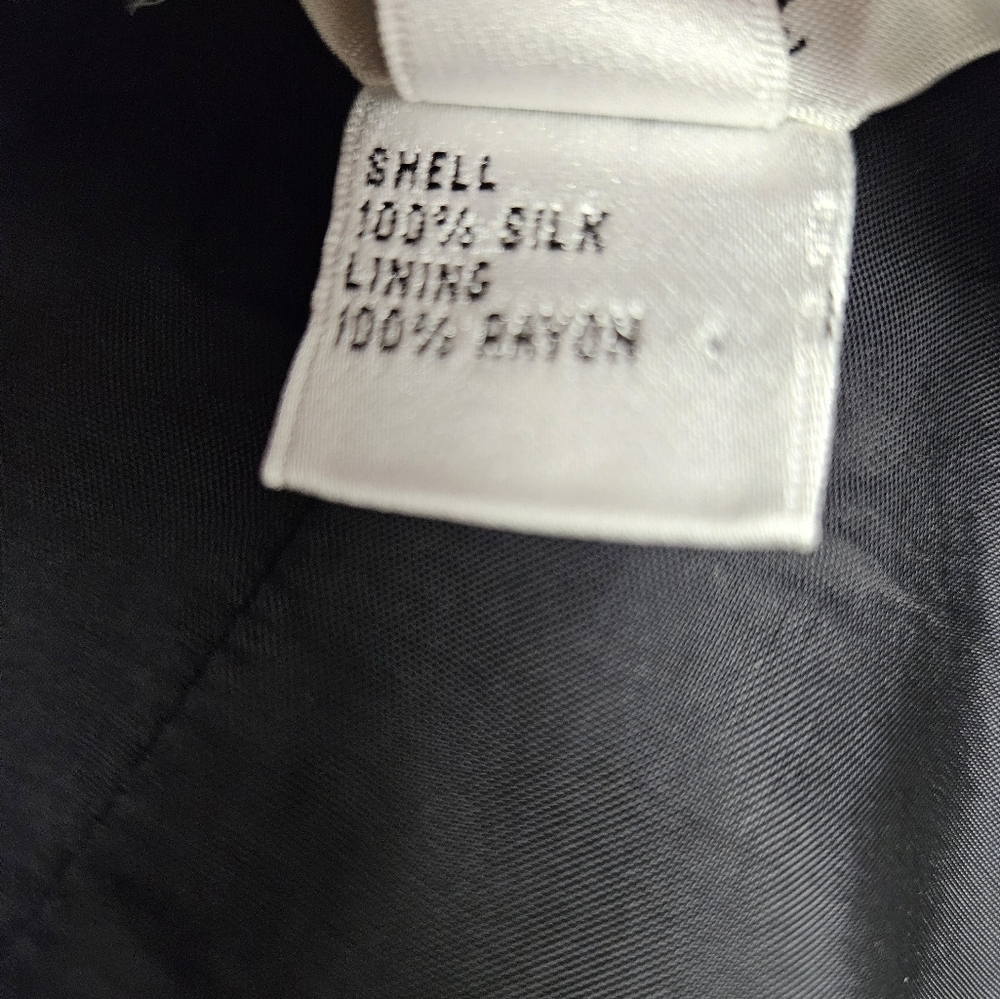 SHELL
100% SILK
LINING
100% RAYON